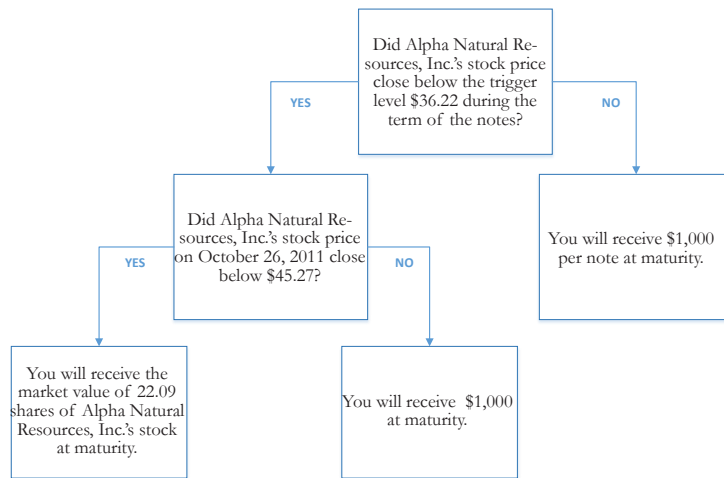 Did Alpha Natural Re-
sources, Inc.'s stock price
close below the trigger
level $36.22 during the
term of the notes?
YES
NO
Did Alpha Natural Re-
sources, Inc.'s stock price
on October 26, 2011 close
below $45.27?
You will receive $1,000
per note at maturity.
YES
NO
You will receive the
market value of 22.09
shares of Alpha Natural
Resources, Inc.'s stock
at maturity.
You will receive $1,000
at maturity.